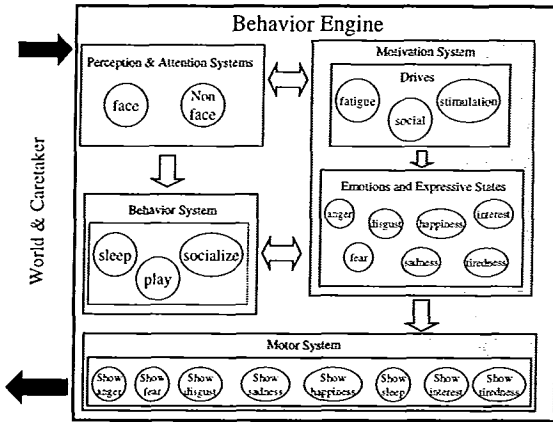 Behavior Engine
World & Caretaker
Perception & Attention Systems
face
Non
face
Motivation System
Drives
fatigue
social
stimulation
Emotions and Expressive States
anger
disgust
happiness
interest
fear
sadness
tiredness
Behavior System
sleep
play
socialize
Motor System
Show
anger
Show
fear
Show
disgust
Show
sadness
Show
happiness
Show
sleep
Show
interest
Show
tiredness